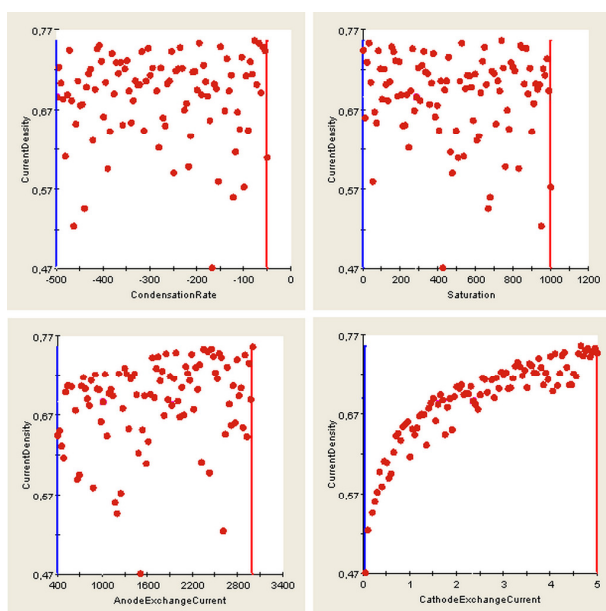 0,77
0,67
0,57
0,47
CurrentDensity
-500 -400 -300 -200 -100 0
CondensationRate
0,77
0,67
0,57
0,47
CurrentDensity
0 200 400 600 800 1000 1200
Saturation
0,77
0,67
0,67
0,47
CurrentDensity
400 1000 1600 2200 2800 3400
AnodeExchangeCurrent
0,77
0,67
0,57
0,47
CurrentDensity
0 1 2 3 4 5
CathodeExchangeCurrent